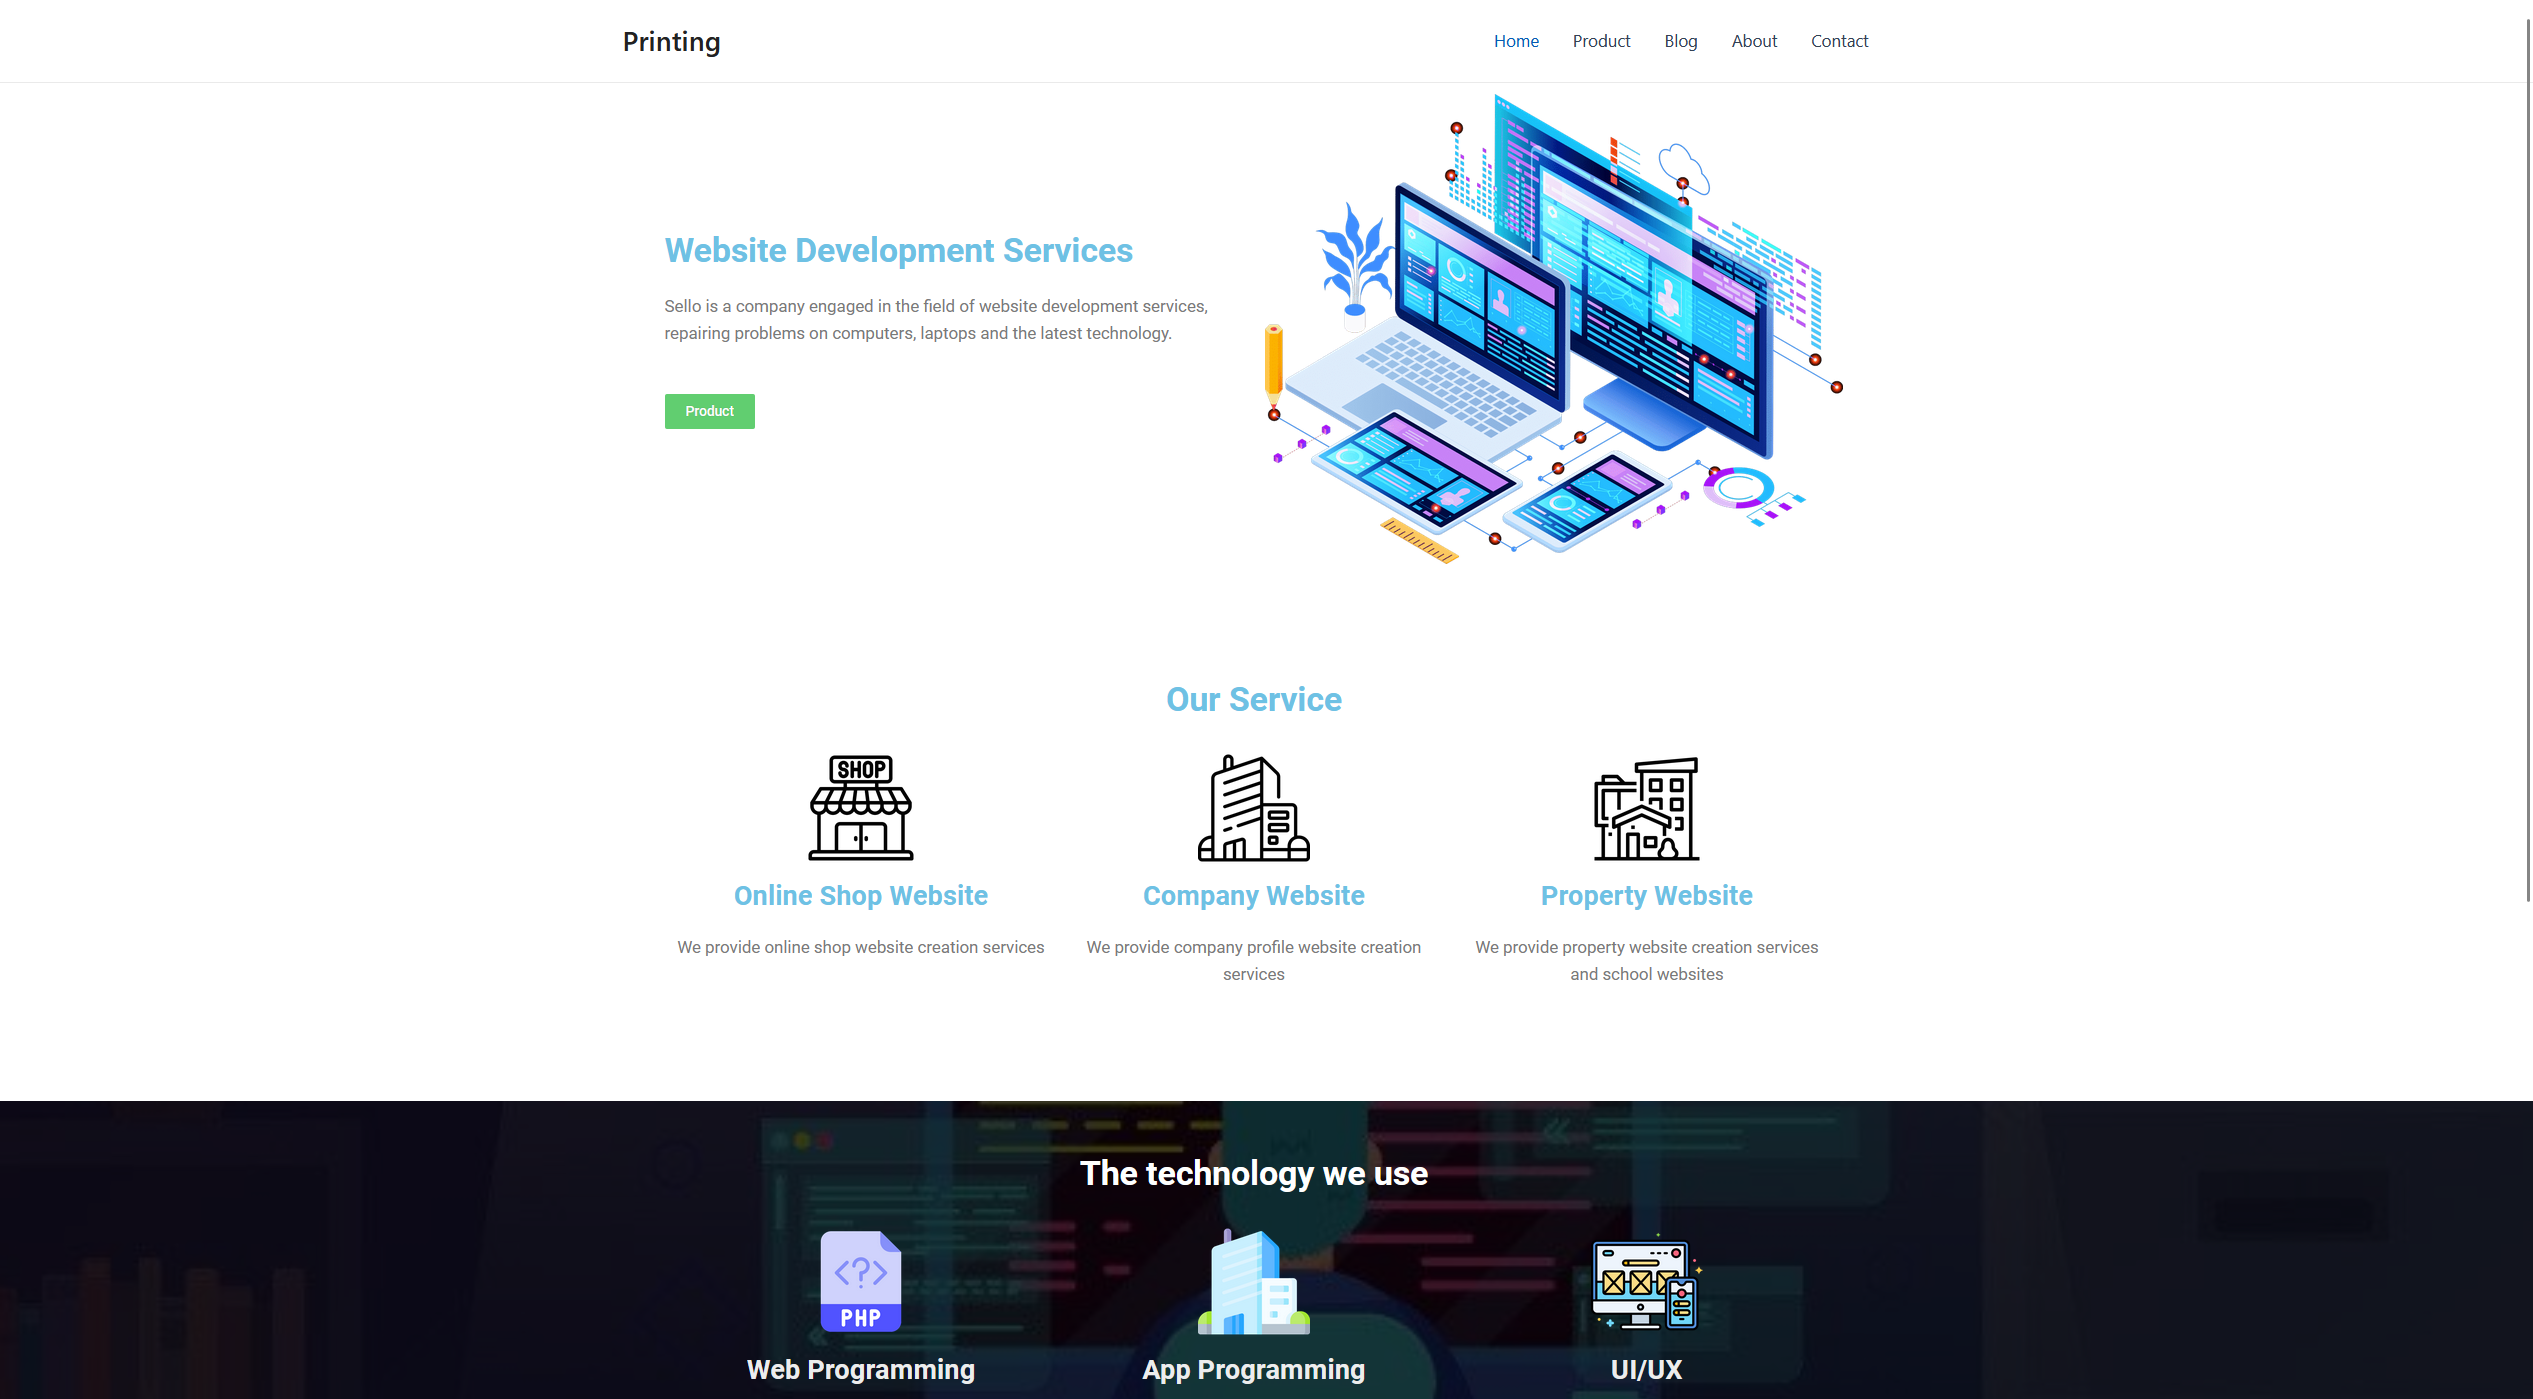 Printing
Home Product Blog About Contact
Website Development Services
Sello is a company engaged in the field of website development services,
repairing problems on computers, laptops and the latest technology.
Product
Our Service
SHOP
Online Shop Website
We provide online shop website creation services
Company Website
We provide company profile website creation
services
Property Website
We provide property website creation services
and school websites
The technology we use
<?>
PHP
Web Programming
App Programming
UI/UX